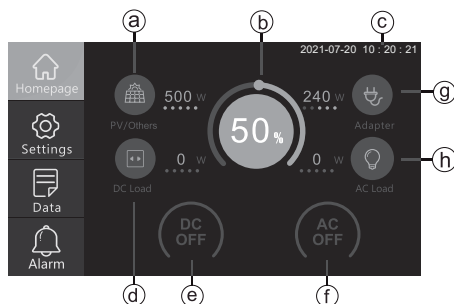 a
b
c
2021-07-20 10 : 20 : 21
Homepage
500 W
240 W
g
PV/Others
50 %
Adapter
Settings
0 W
0 W
h
DC Load
AC Load
Data
DC
OFF
AC
OFF
Alarm
d
e
f